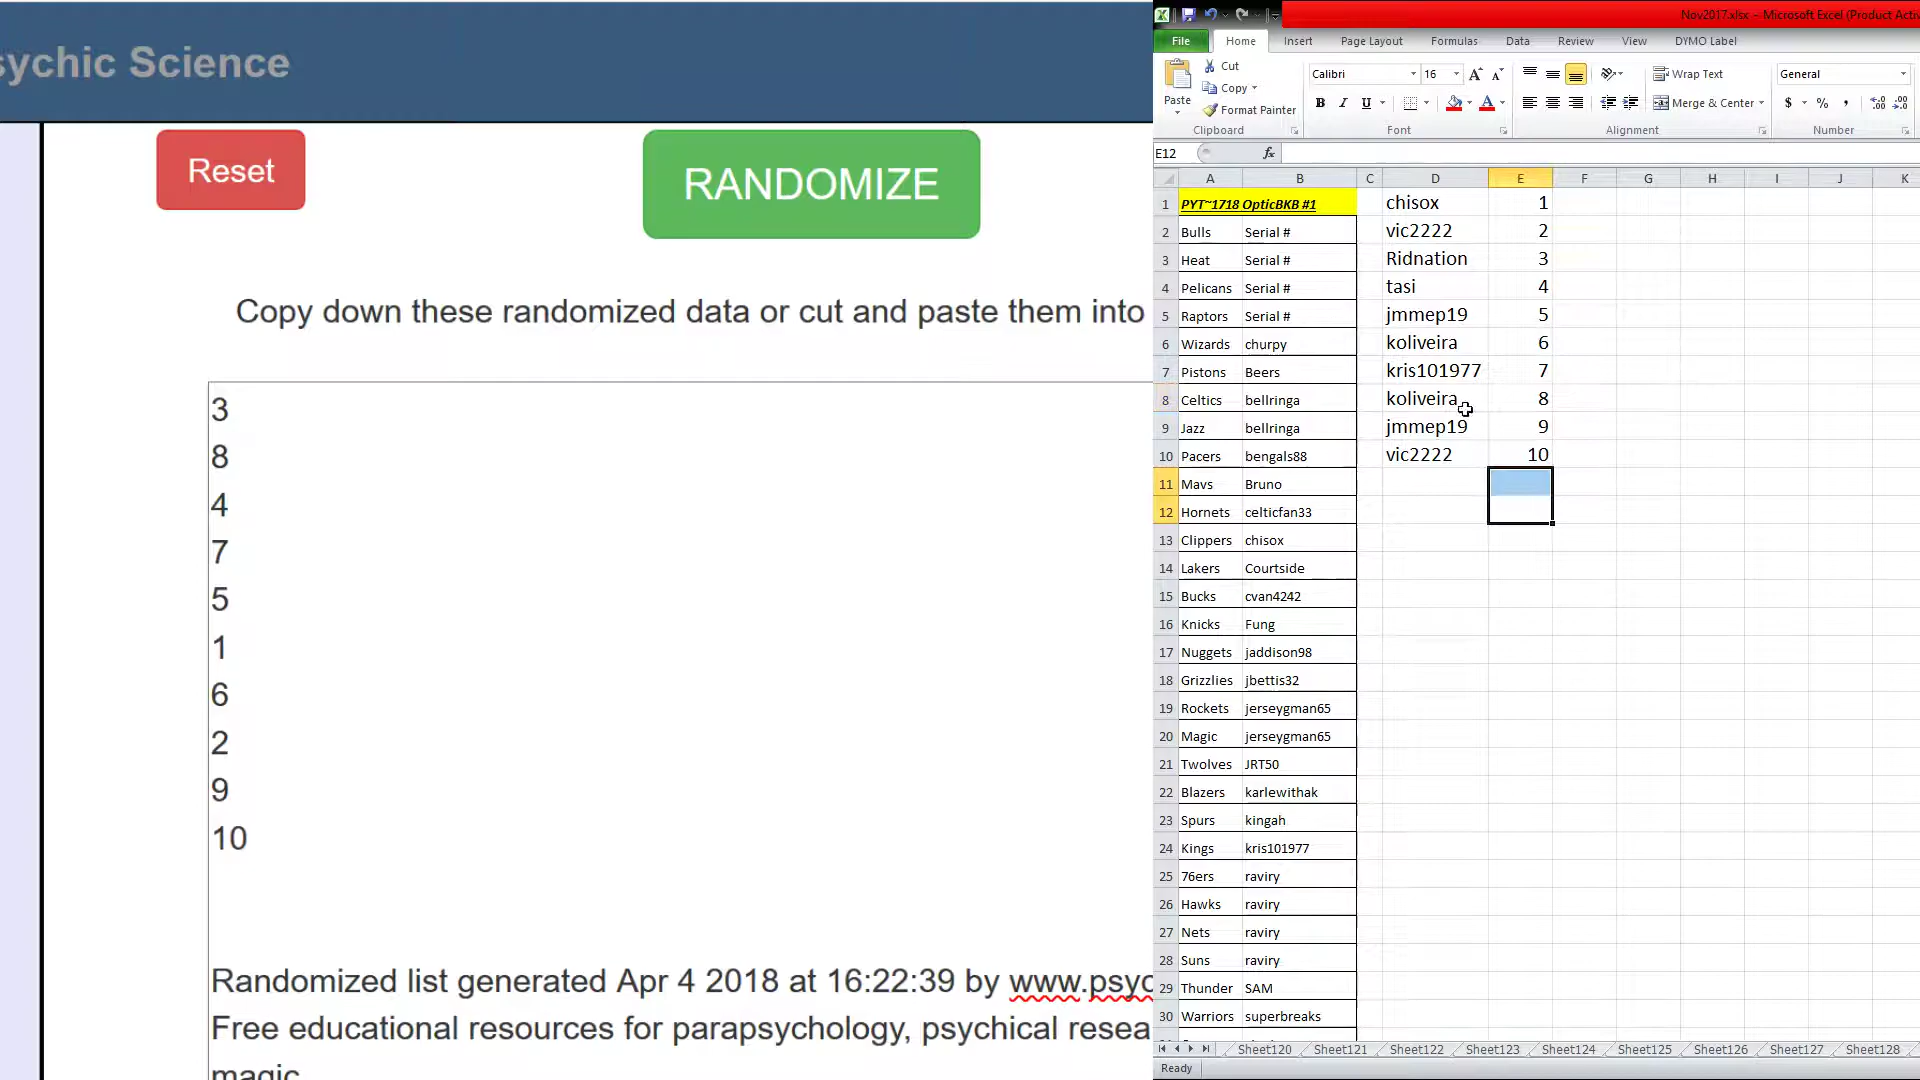 sychic Science
Reset
RANDOMIZE
Copy down these randomized data or cut and paste them into
3
8
4
7
5
1
6
2
9
10
Randomized list generated Apr 4 2018 at 16:22:39 by www.psyc
Free educational resources for parapsychology, psychical resea
magic
Nov2017.xlsx - Microsoft Excel (Product Activ
File Home Insert Page Layout Formulas Data Review View DYMO Label
Paste
Cut
Copy
Format Painter
Clipboard
Calibri 16 A A
B I U A
Font
Wrap Text
Merge & Center
Alignment
General
$ % ,
Number
E12 fx
A B C D E F G H I J K
1 PYT~1718 OpticBKB #1 chisox 1
2 Bulls Serial # vic2222 2
3 Heat Serial # Ridnation 3
4 Pelicans Serial # tasi 4
5 Raptors Serial # jmmep19 5
6 Wizards churpy koliveira 6
7 Pistons Beers kris101977 7
8 Celtics bellringa koliveira 8
9 Jazz bellringa jmmep19 9
10 Pacers bengals88 vic2222 10
11 Mavs Bruno
12 Hornets celticfan33
13 Clippers chisox
14 Lakers Courtside
15 Bucks cvan4242
16 Knicks Fung
17 Nuggets jaddison98
18 Grizzlies jbettis32
19 Rockets jerseygman65
20 Magic jerseygman65
21 Twolves JRT50
22 Blazers karlewithak
23 Spurs kingah
24 Kings kris101977
25 76ers raviry
26 Hawks raviry
27 Nets raviry
28 Suns raviry
29 Thunder SAM
30 Warriors superbreaks
Sheet120 Sheet121 Sheet122 Sheet123 Sheet124 Sheet125 Sheet126 Sheet127 Sheet128
Ready